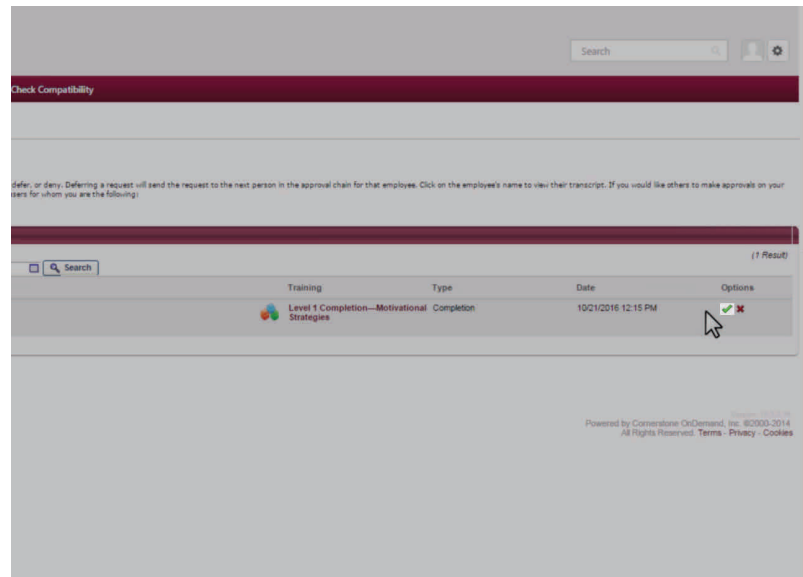 Search
Check Compatibility
defer, or deny. Deferring a request will send the request to the next person in the approval chain for that employee. Click on the employee's name to view their transcript. If you would like others to make approvals on your
sers for whom you are the following:
(1 Result)
Search
Training Type Date Options
Level 1 Completion—Motivational Completion 10/21/2016 12:15 PM
Strategies
Powered by Cornerstone OnDemand, Inc. ©2000-2014
All Rights Reserved. Terms - Privacy - Cookies